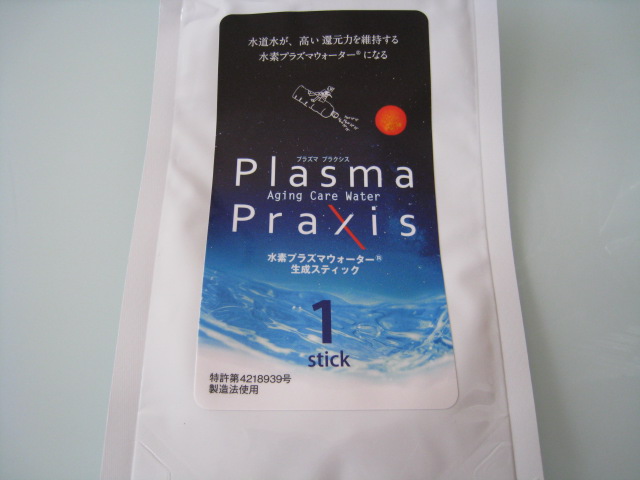 水道水が、高い還元力を維持する
水素プラズマウォーター®になる
プラズマ プラクシス
Plasma
Aging Care Water
Praxis
水素プラズマウォーター®
生成スティック
1
stick
特許第4218939号
製造法使用